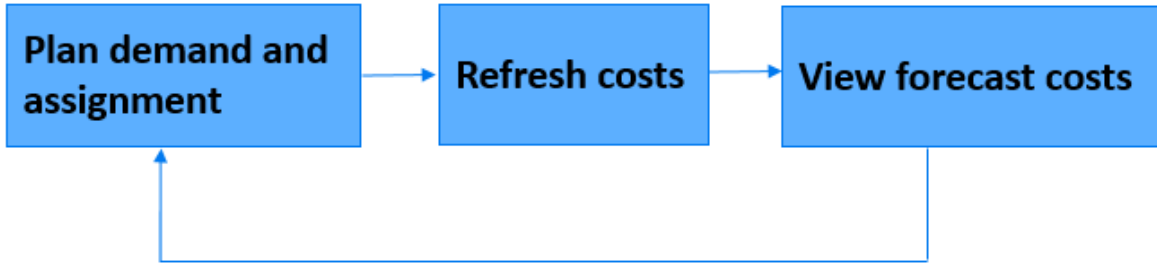 Plan demand and
assignment
Refresh costs
View forecast costs